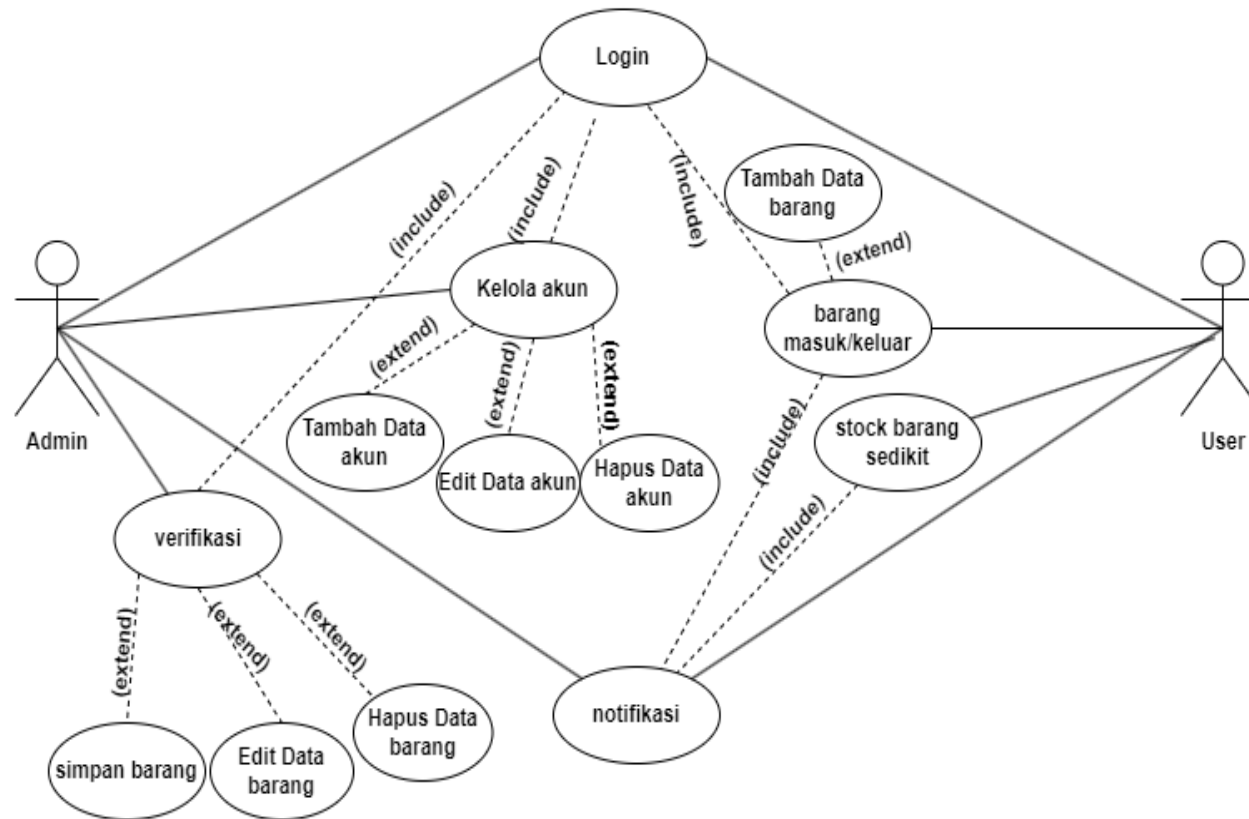 Login
(include)
(include)
(include)
Tambah Data
barang
(extend)
Kelola akun
barang
masuk/keluar
Admin
User
(extend)
(extend)
(extend)
Tambah Data
akun
Edit Data akun
Hapus Data
akun
(include)
stock barang
sedikit
(include)
verifikasi
(extend)
(extend)
(extend)
simpan barang
Edit Data
barang
Hapus Data
barang
notifikasi